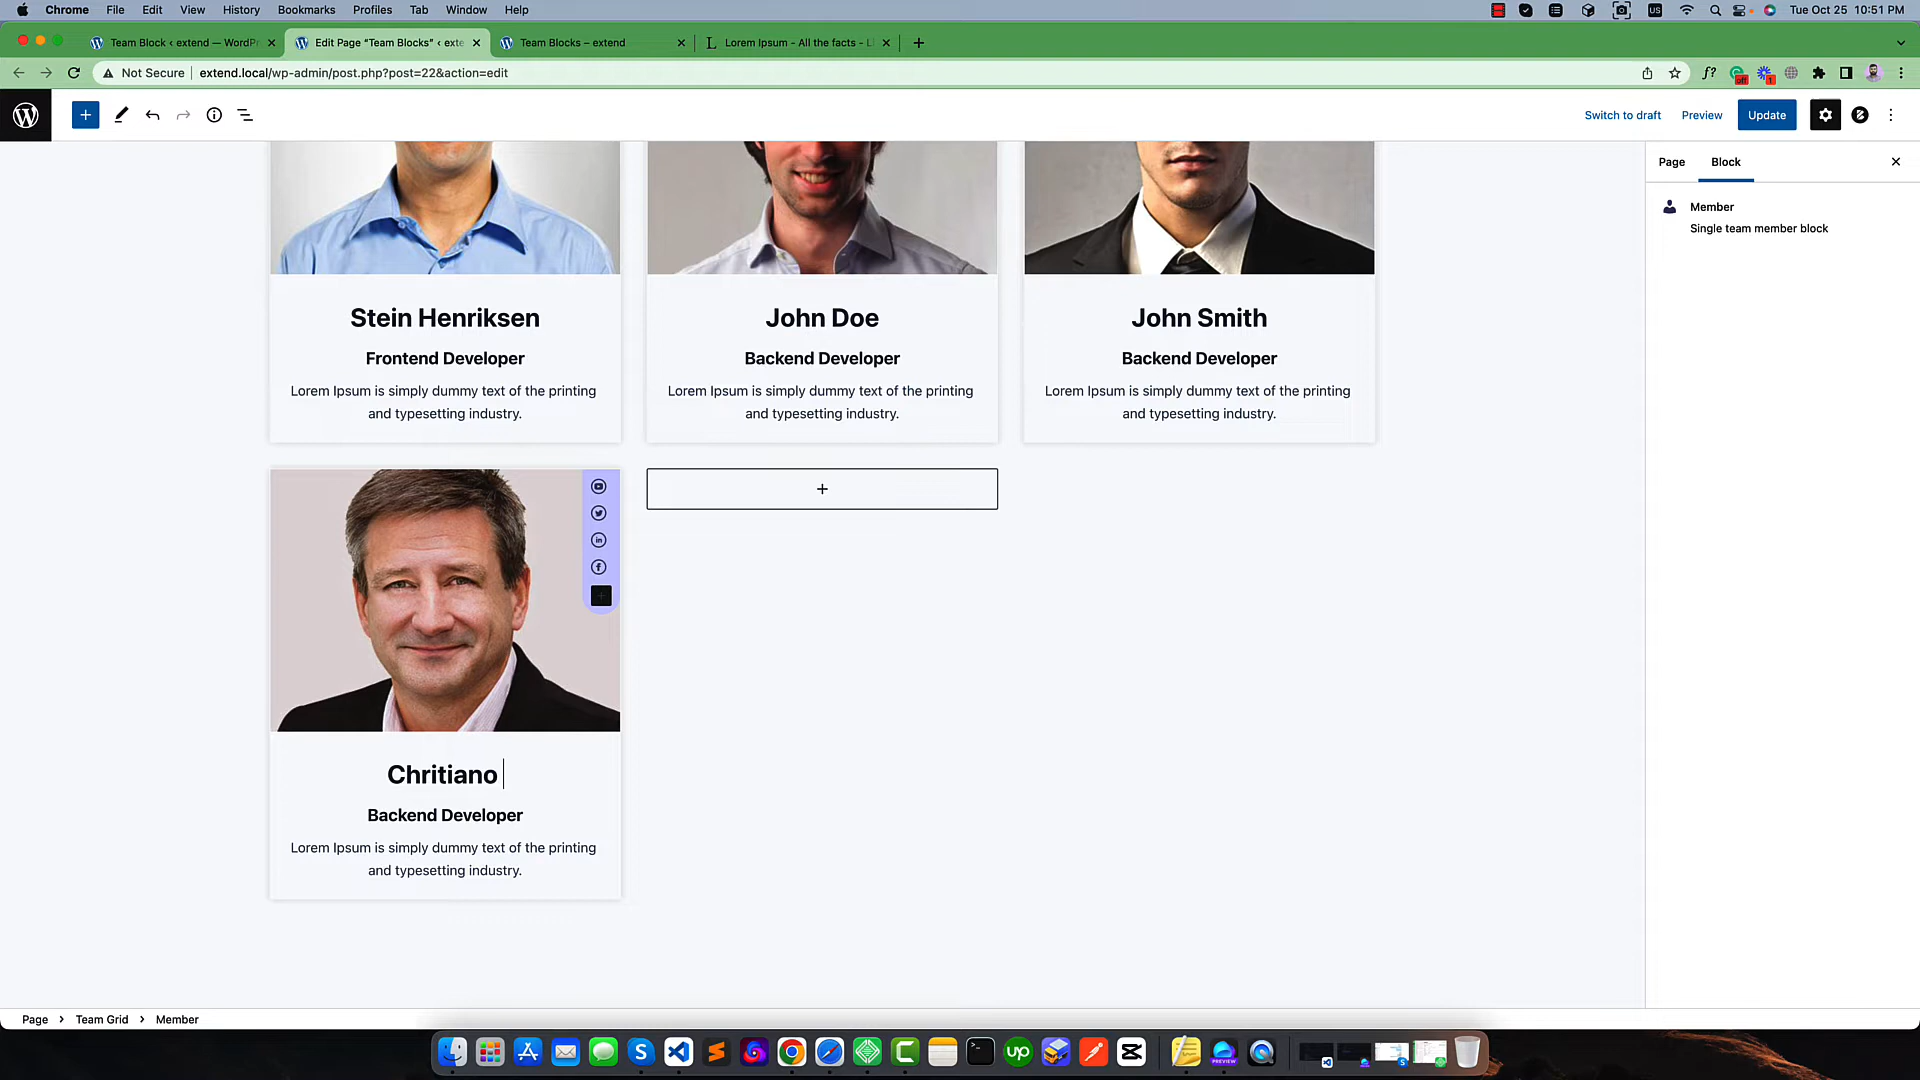 Chrome File Edit View History Bookmarks Profiles Tab Window Help
US Tue Oct 25 10:51 PM
Team Block ‹ extend — WordPr
Edit Page “Team Blocks” ‹ exte
Team Blocks – extend
Lorem Ipsum - All the facts - L
Not Secure extend.local/wp-admin/post.php?post=22&action=edit
Switch to draft Preview Update
Page Block
Member
Single team member block
Stein Henriksen
Frontend Developer
Lorem Ipsum is simply dummy text of the printing
and typesetting industry.
John Doe
Backend Developer
Lorem Ipsum is simply dummy text of the printing
and typesetting industry.
John Smith
Backend Developer
Lorem Ipsum is simply dummy text of the printing
and typesetting industry.
Chritiano
Backend Developer
Lorem Ipsum is simply dummy text of the printing
and typesetting industry.
Page > Team Grid > Member